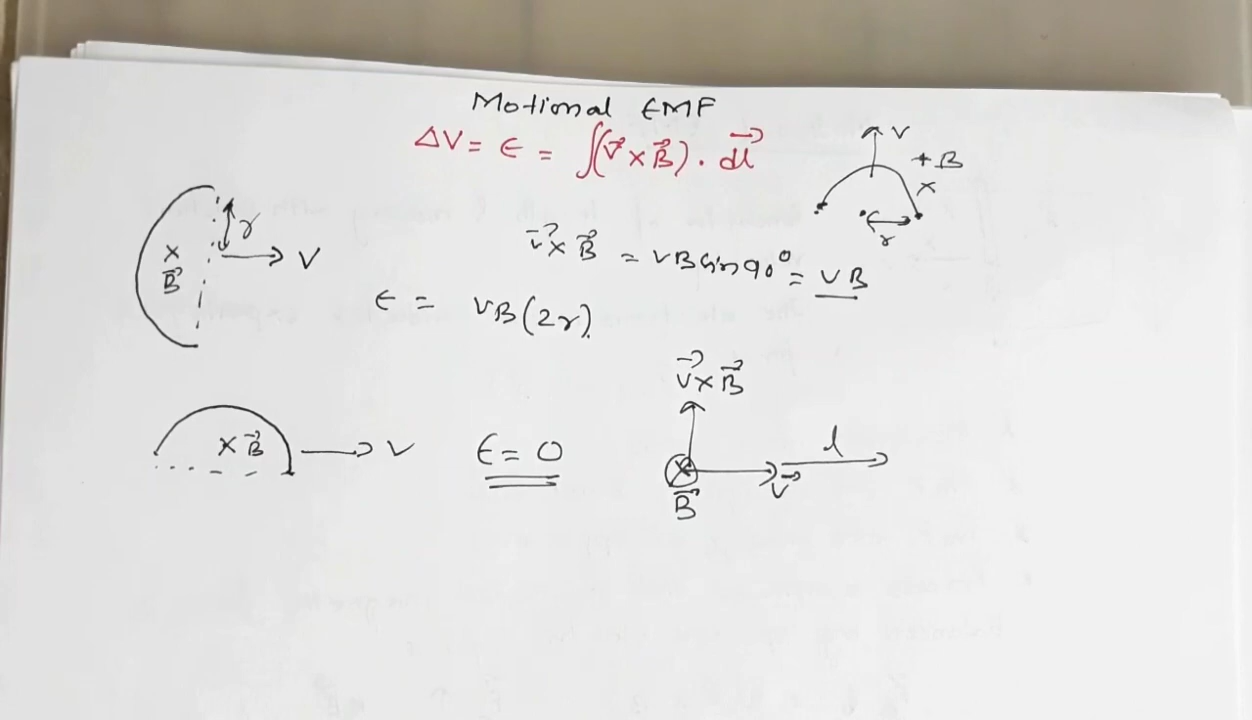 Motional EMF
ΔV = ε = ∫(v⃗ × B⃗) · dl⃗
V
+ B
×
r
r
V
×
B⃗
v⃗ × B⃗ = VB sin 90° = VB
ε = VB(2r).
v⃗ × B⃗
× B⃗
V
ε = 0
l
×
v⃗
B⃗